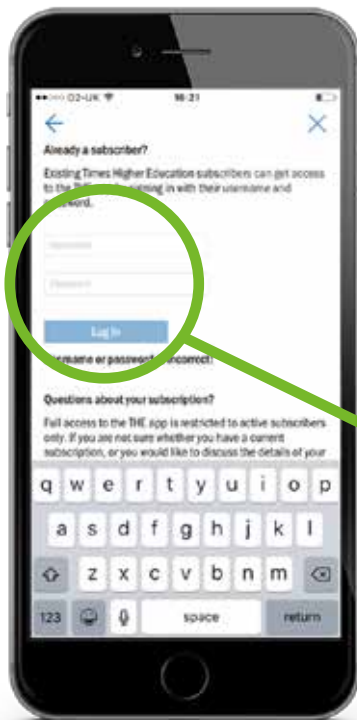 O2-UK 16:21
Already a subscriber?
Existing Times Higher Education subscribers can get access
to the THE app by signing in with their username and
password.
Username
Password
Log in
Username or password incorrect!
Questions about your subscription?
Full access to the THE app is restricted to active subscribers
only. If you are not sure whether you have a current
subscription, or you would like to discuss the details of your
q w e r t y u i o p
a s d f g h j k l
z x c v b n m
123 space return